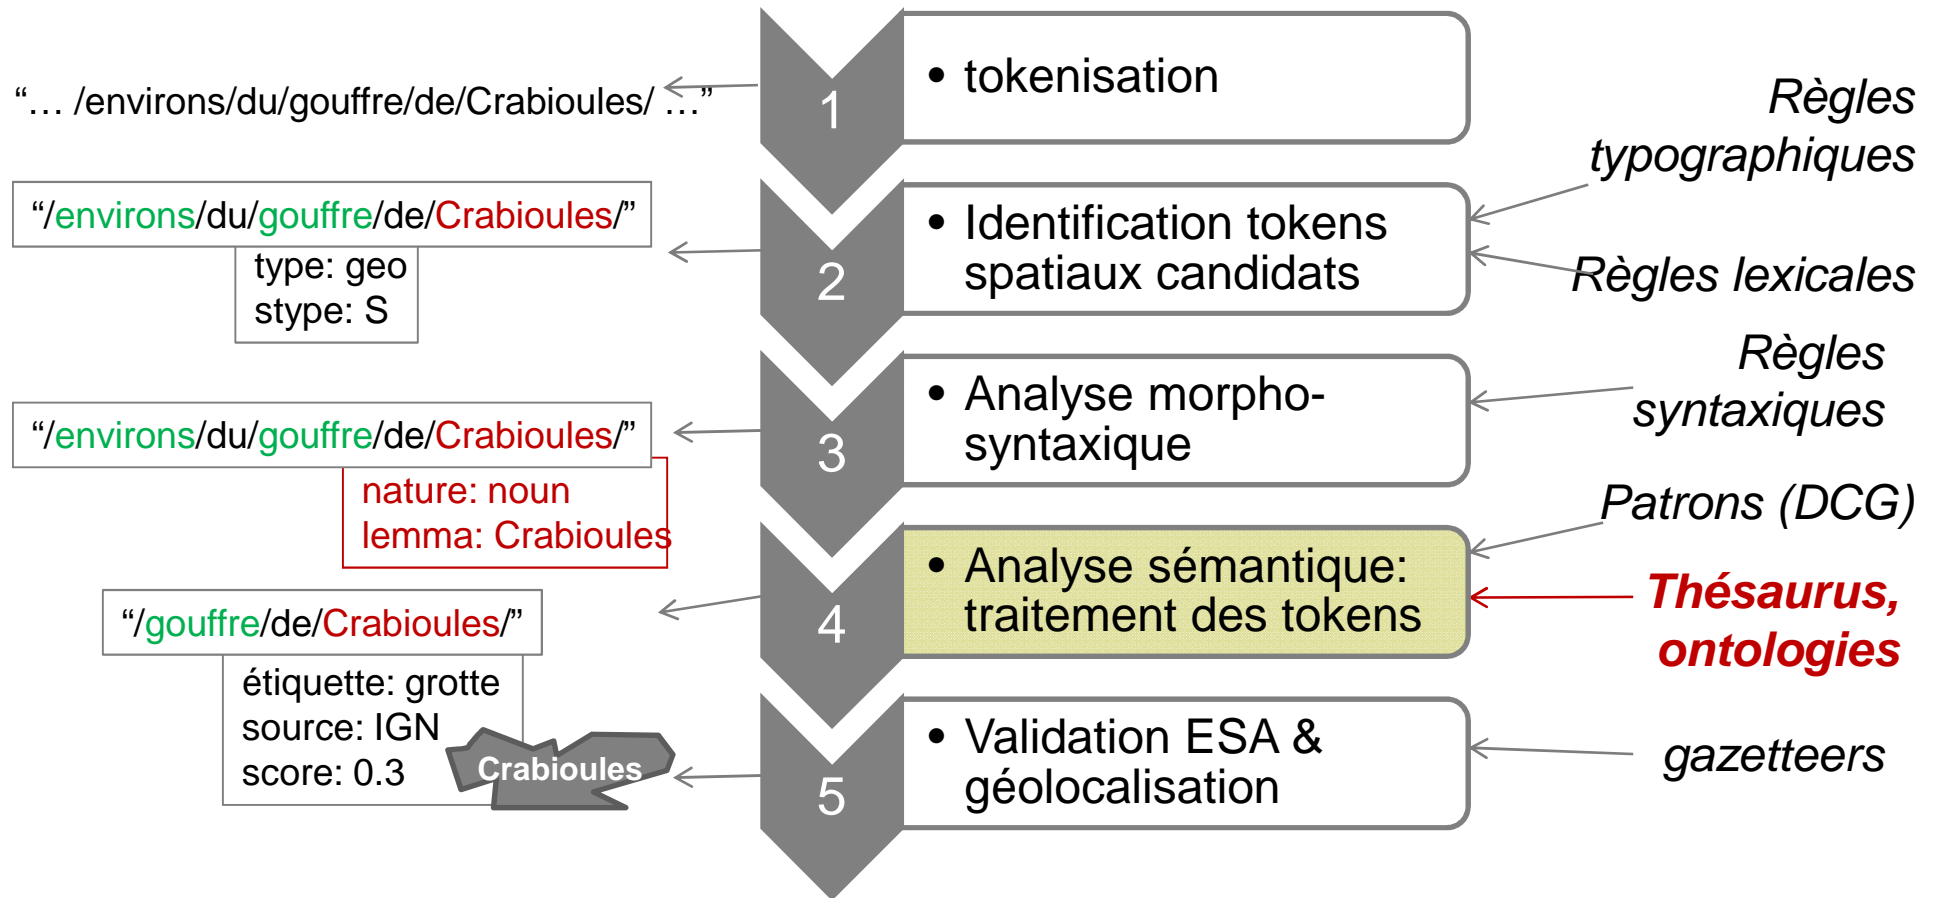 “… /environs/du/gouffre/de/Crabioules/ …”
1
• tokenisation
Règles
typographiques
“/environs/du/gouffre/de/Crabioules/”
type: geo
stype: S
2
• Identification tokens
spatiaux candidats
Règles lexicales
“/environs/du/gouffre/de/Crabioules/”
nature: noun
lemma: Crabioules
3
• Analyse morpho-
syntaxique
Règles
syntaxiques
“/gouffre/de/Crabioules/”
4
• Analyse sémantique:
traitement des tokens
Patrons (DCG)
Thésaurus,
ontologies
étiquette: grotte
source: IGN
score: 0.3
Crabioules
5
• Validation ESA &
géolocalisation
gazetteers